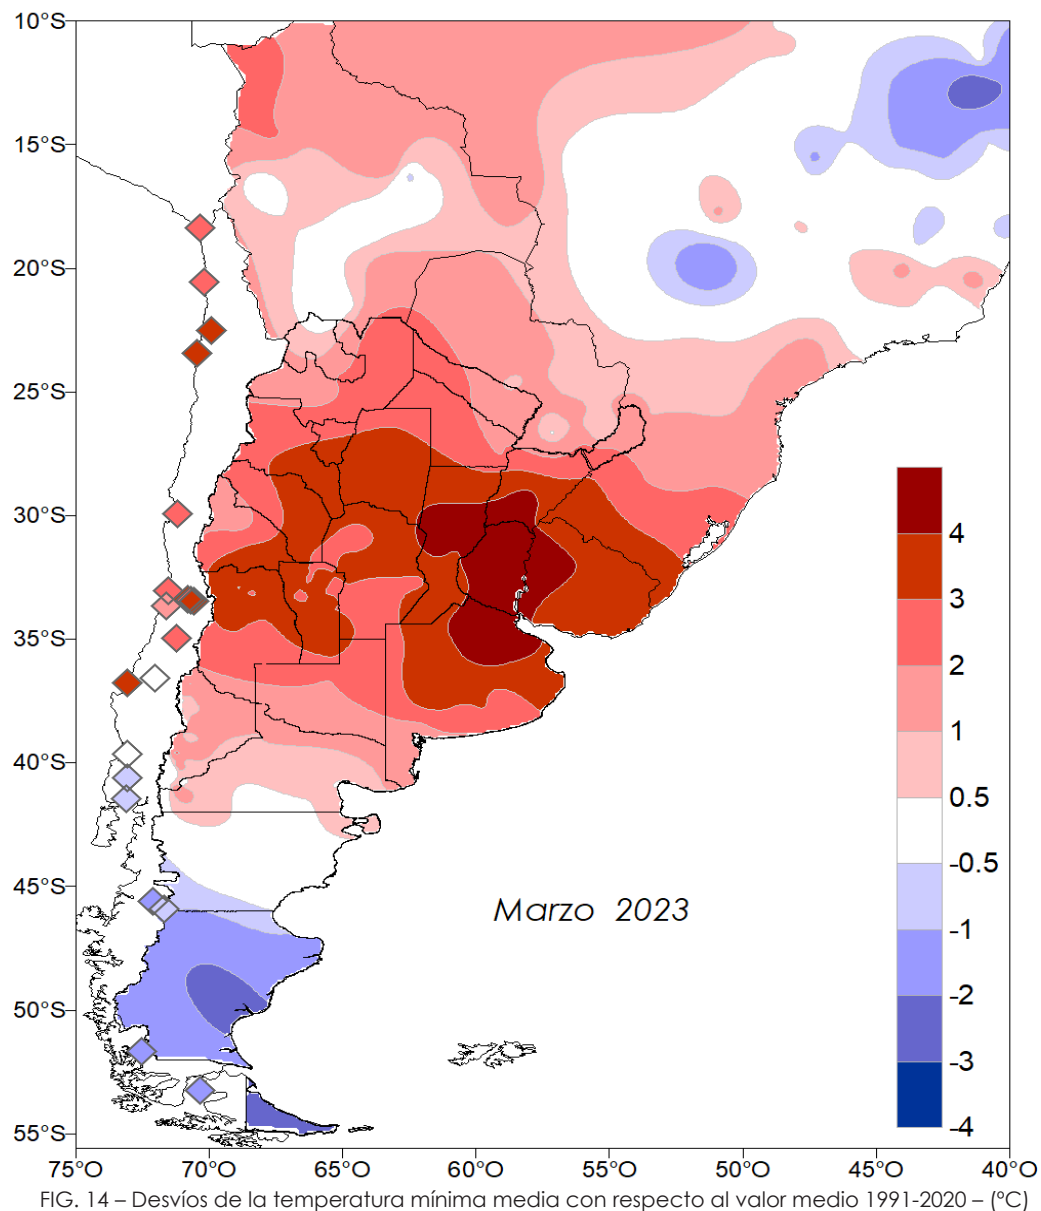 10°S
15°S
20°S
25°S
30°S
35°S
40°S
45°S
50°S
55°S
4
3
2
1
0.5
-0.5
-1
-2
-3
-4
Marzo 2023
75°O 70°O 65°O 60°O 55°O 50°O 45°O 40°O
FIG. 14 – Desvíos de la temperatura mínima media con respecto al valor medio 1991-2020 – (ºC)